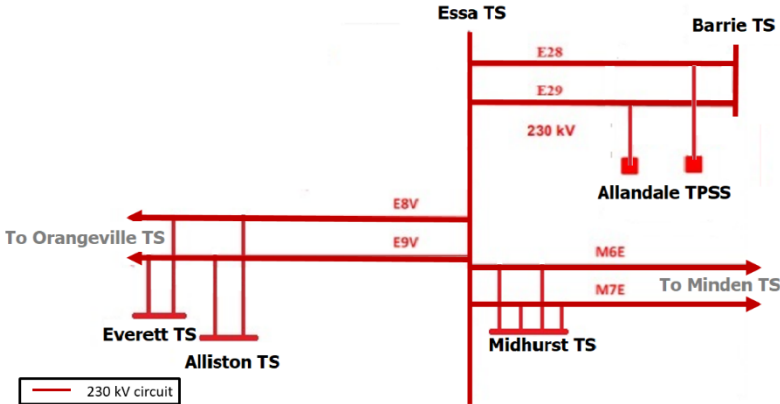 Essa TS
Barrie TS
E28
E29
230 kV
Allandale TPSS
E8V
To Orangeville TS
E9V
M6E
To Minden TS
M7E
Everett TS
Midhurst TS
Alliston TS
230 kV circuit